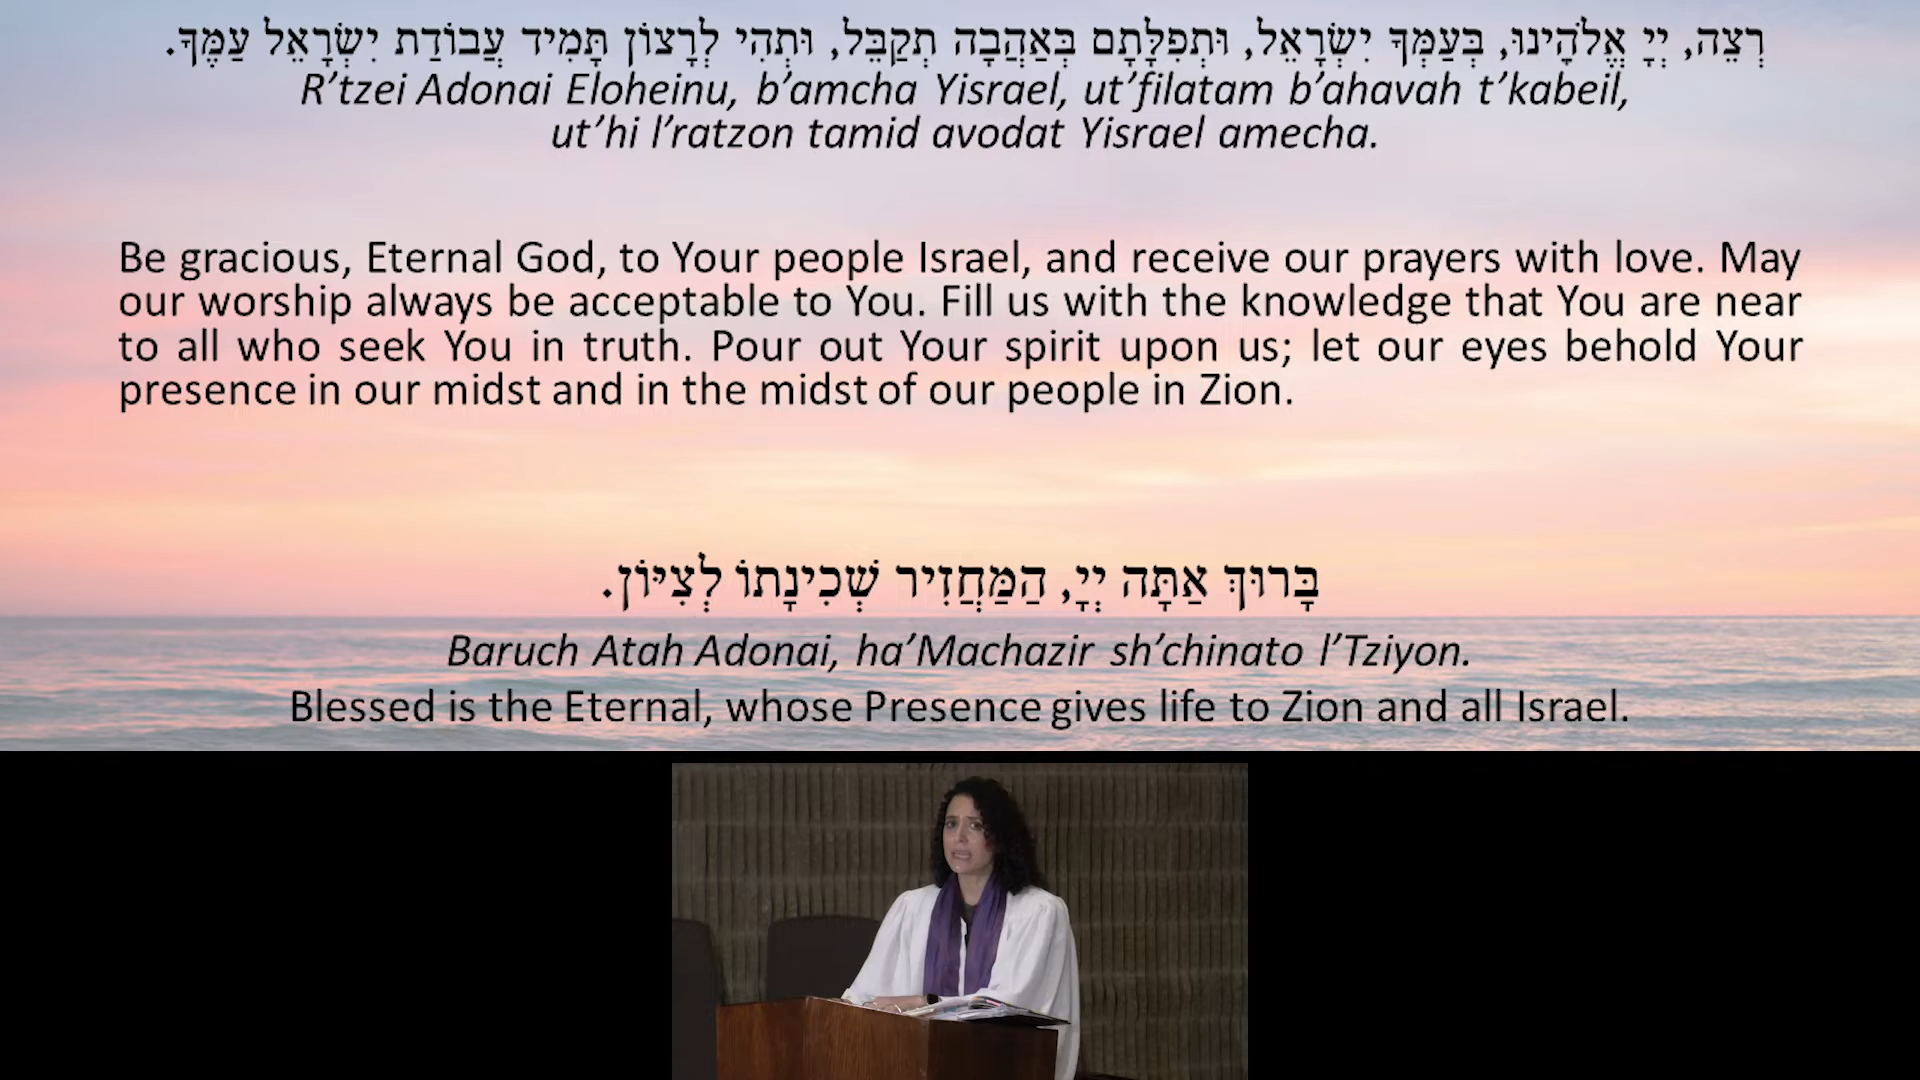 רְצֵה, יְיָ אֱלֹהֵֽינוּ, בְּעַמְּךָ יִשְׂרָאֵל, וּתְפִלָּתָם בְּאַהֲבָה תְקַבֵּל, וּתְהִי לְרָצוֹן תָּמִיד עֲבוֹדַת יִשְׂרָאֵל עַמֶּֽךָ.
R’tzei Adonai Eloheinu, b’amcha Yisrael, ut’filatam b’ahavah t’kabeil,
ut’hi l’ratzon tamid avodat Yisrael amecha.
Be gracious, Eternal God, to Your people Israel, and receive our prayers with love. May
our worship always be acceptable to You. Fill us with the knowledge that You are near
to all who seek You in truth. Pour out Your spirit upon us; let our eyes behold Your
presence in our midst and in the midst of our people in Zion.
בָּרוּךְ אַתָּה יְיָ, הַמַּחֲזִיר שְׁכִינָתוֹ לְצִיּוֹן.
Baruch Atah Adonai, ha’Machazir sh’chinato l’Tziyon.
Blessed is the Eternal, whose Presence gives life to Zion and all Israel.